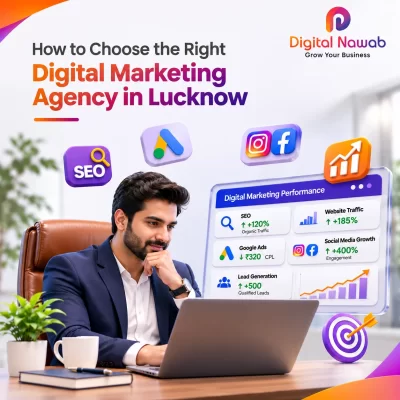 Digital Nawab
Grow Your Business
How to Choose the Right
Digital Marketing
Agency in Lucknow
SEO
Digital Marketing Performance
SEO
↑ +120%
Organic Traffic
Website Traffic
↑ +185%
Google Ads
↓ ₹320 CPL
Social Media Growth
↑ +400%
Engagement
Lead Generation
↑ +500
Qualified Leads